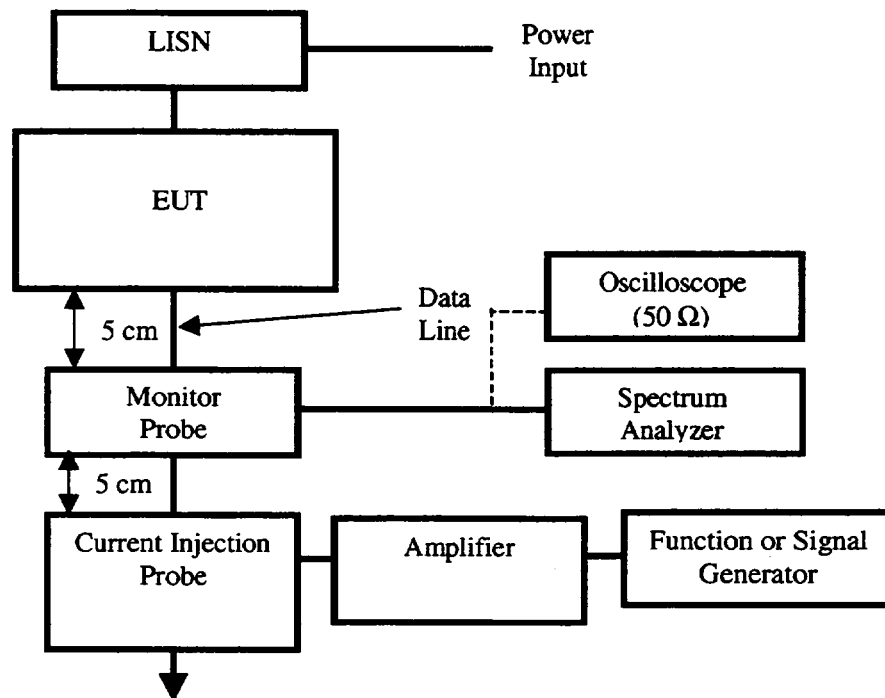 LISN
Power
Input
EUT
Oscilloscope
(50 Ω)
Data
Line
5 cm
Monitor
Probe
Spectrum
Analyzer
5 cm
Current Injection
Probe
Amplifier
Function or Signal
Generator